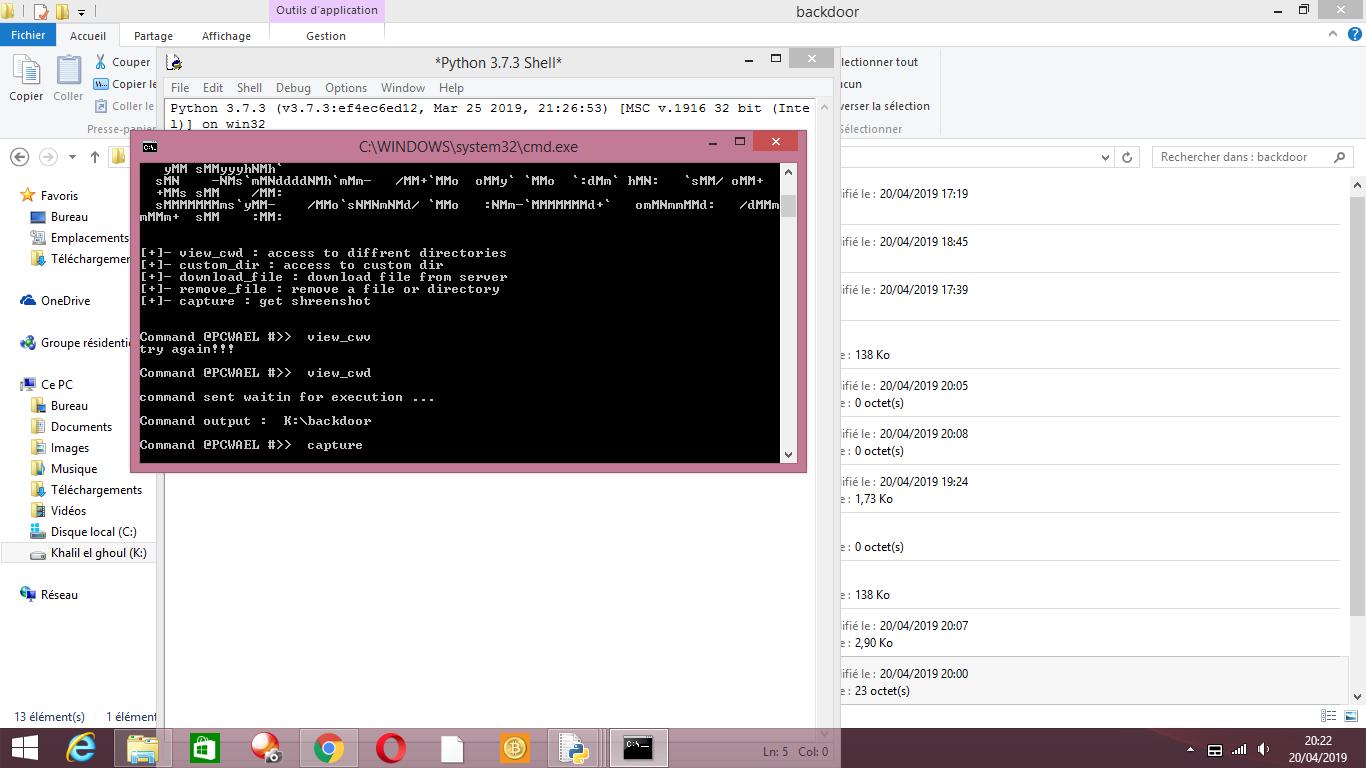 Outils d'application
backdoor
Fichier
Accueil
Partage
Affichage
Gestion
Copier
Coller
Couper
Copier le
Coller le
Presse-papier
*Python 3.7.3 Shell*
File Edit Shell Debug Options Window Help
Python 3.7.3 (v3.7.3:ef4ec6ed12, Mar 25 2019, 21:26:53) [MSC v.1916 32 bit (Inte
l)] on win32
électionner tout
cun
verser la sélection
Sélectionner
Rechercher dans : backdoor
C:\WINDOWS\system32\cmd.exe
yMM sMMyyyhNMh`
sMN -NMs`mMNddddNMh`mMm- /MM+`MMo oMMy` `MMo `:dMm` hMN: `sMM/ oMM+
+MMs sMM /MM:
sMMMMMMMms`yMM- /MMo`sNMNmNMd/ `MMo :NMm-`MMMMMMMd+` omMNmmMMd: /dMMm
mMMm+ sMM :MM:
[+]- view_cwd : access to diffrent directories
[+]- custom_dir : access to custom dir
[+]- download_file : download file from server
[+]- remove_file : remove a file or directory
[+]- capture : get shreenshot
Command @PCWAEL #>> view_cwv
try again!!!
Command @PCWAEL #>> view_cwd
command sent waitin for execution ...
Command output : K:\backdoor
Command @PCWAEL #>> capture
Favoris
Bureau
Emplacements
Téléchargemen
OneDrive
Groupe résidentie
Ce PC
Bureau
Documents
Images
Musique
Téléchargements
Vidéos
Disque local (C:)
Khalil el ghoul (K:)
Réseau
ifié le : 20/04/2019 17:19
ifié le : 20/04/2019 18:45
ifié le : 20/04/2019 17:39
e : 138 Ko
ifié le : 20/04/2019 20:05
e : 0 octet(s)
ifié le : 20/04/2019 20:08
e : 0 octet(s)
ifié le : 20/04/2019 19:24
e : 1,73 Ko
e : 0 octet(s)
e : 138 Ko
ifié le : 20/04/2019 20:07
e : 2,90 Ko
ifié le : 20/04/2019 20:00
e : 23 octet(s)
13 élément(s)
1 élément
Ln: 5 Col: 0
20:22
20/04/2019